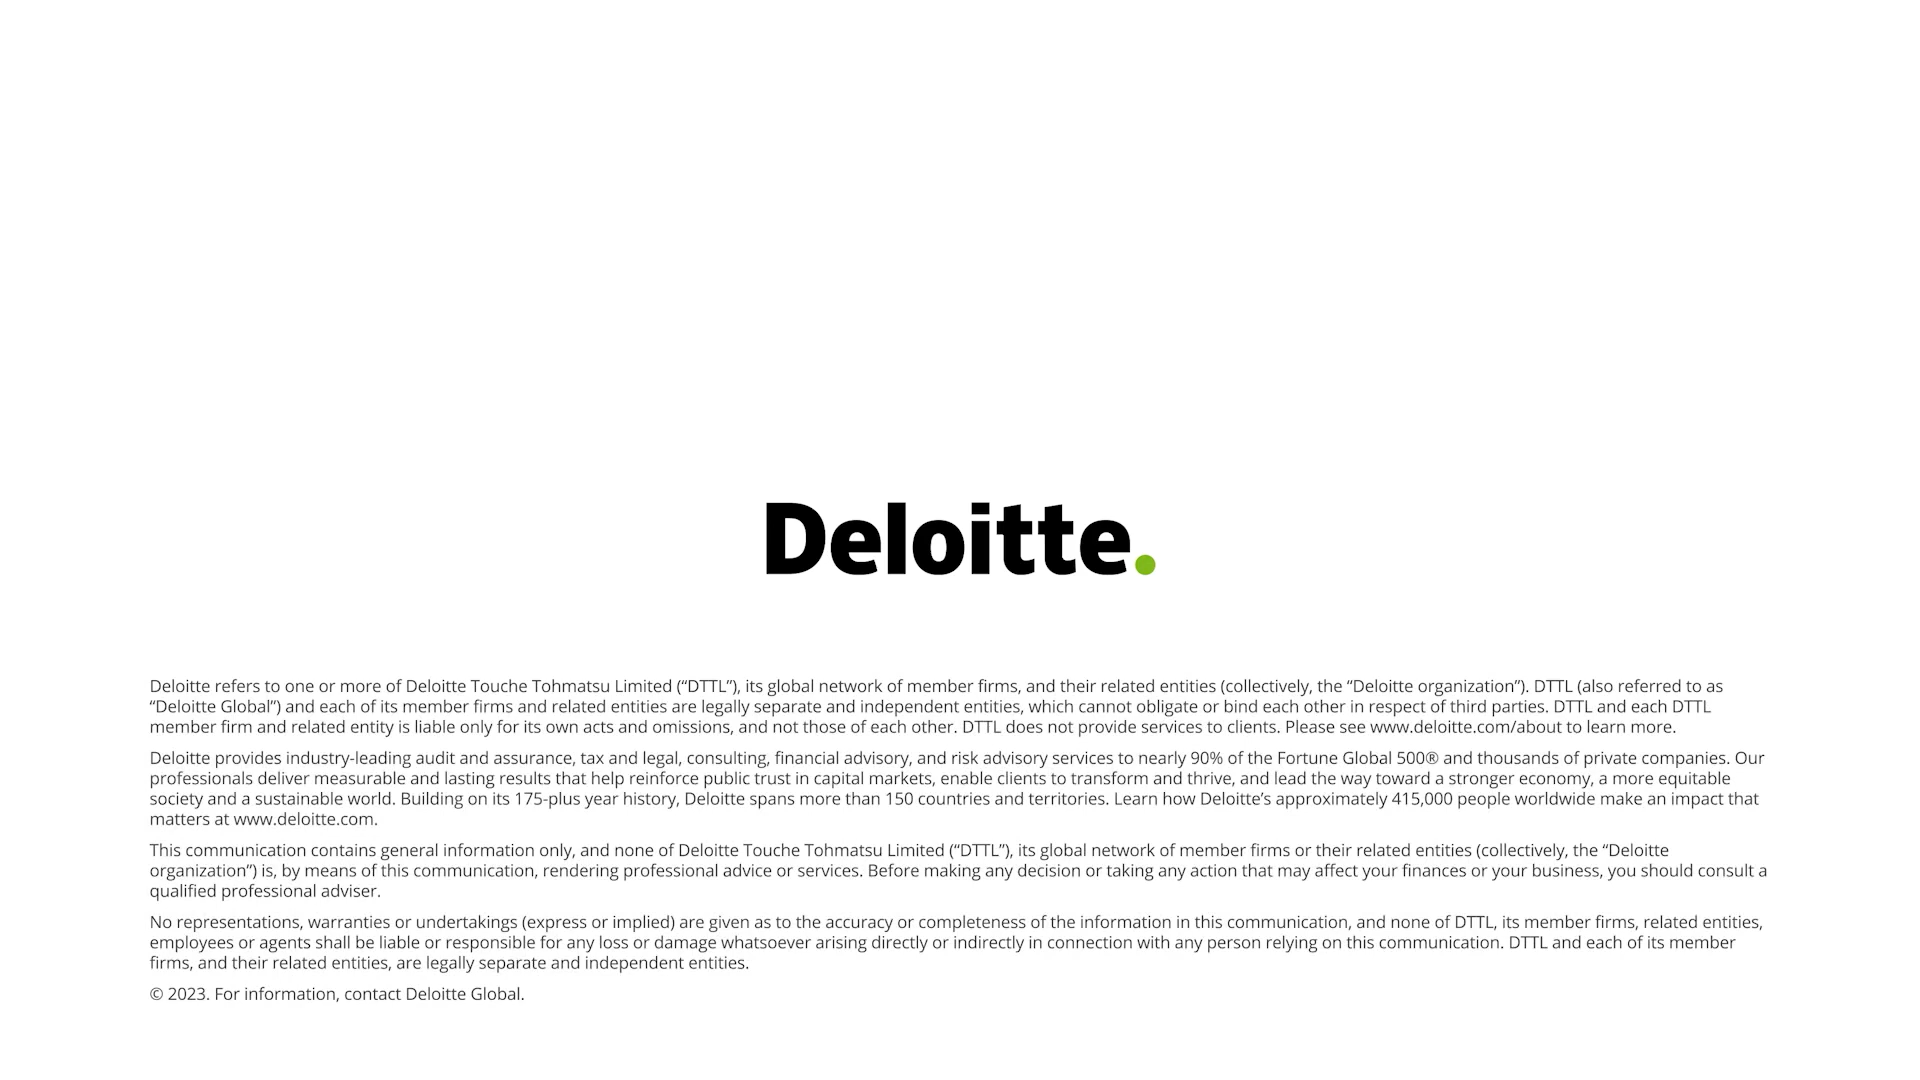 Deloitte.
Deloitte refers to one or more of Deloitte Touche Tohmatsu Limited (“DTTL”), its global network of member firms, and their related entities (collectively, the “Deloitte organization”). DTTL (also referred to as
“Deloitte Global”) and each of its member firms and related entities are legally separate and independent entities, which cannot obligate or bind each other in respect of third parties. DTTL and each DTTL
member firm and related entity is liable only for its own acts and omissions, and not those of each other. DTTL does not provide services to clients. Please see www.deloitte.com/about to learn more.
Deloitte provides industry-leading audit and assurance, tax and legal, consulting, financial advisory, and risk advisory services to nearly 90% of the Fortune Global 500® and thousands of private companies. Our
professionals deliver measurable and lasting results that help reinforce public trust in capital markets, enable clients to transform and thrive, and lead the way toward a stronger economy, a more equitable
society and a sustainable world. Building on its 175-plus year history, Deloitte spans more than 150 countries and territories. Learn how Deloitte’s approximately 415,000 people worldwide make an impact that
matters at www.deloitte.com.
This communication contains general information only, and none of Deloitte Touche Tohmatsu Limited (“DTTL”), its global network of member firms or their related entities (collectively, the “Deloitte
organization”) is, by means of this communication, rendering professional advice or services. Before making any decision or taking any action that may affect your finances or your business, you should consult a
qualified professional adviser.
No representations, warranties or undertakings (express or implied) are given as to the accuracy or completeness of the information in this communication, and none of DTTL, its member firms, related entities,
employees or agents shall be liable or responsible for any loss or damage whatsoever arising directly or indirectly in connection with any person relying on this communication. DTTL and each of its member
firms, and their related entities, are legally separate and independent entities.
© 2023. For information, contact Deloitte Global.